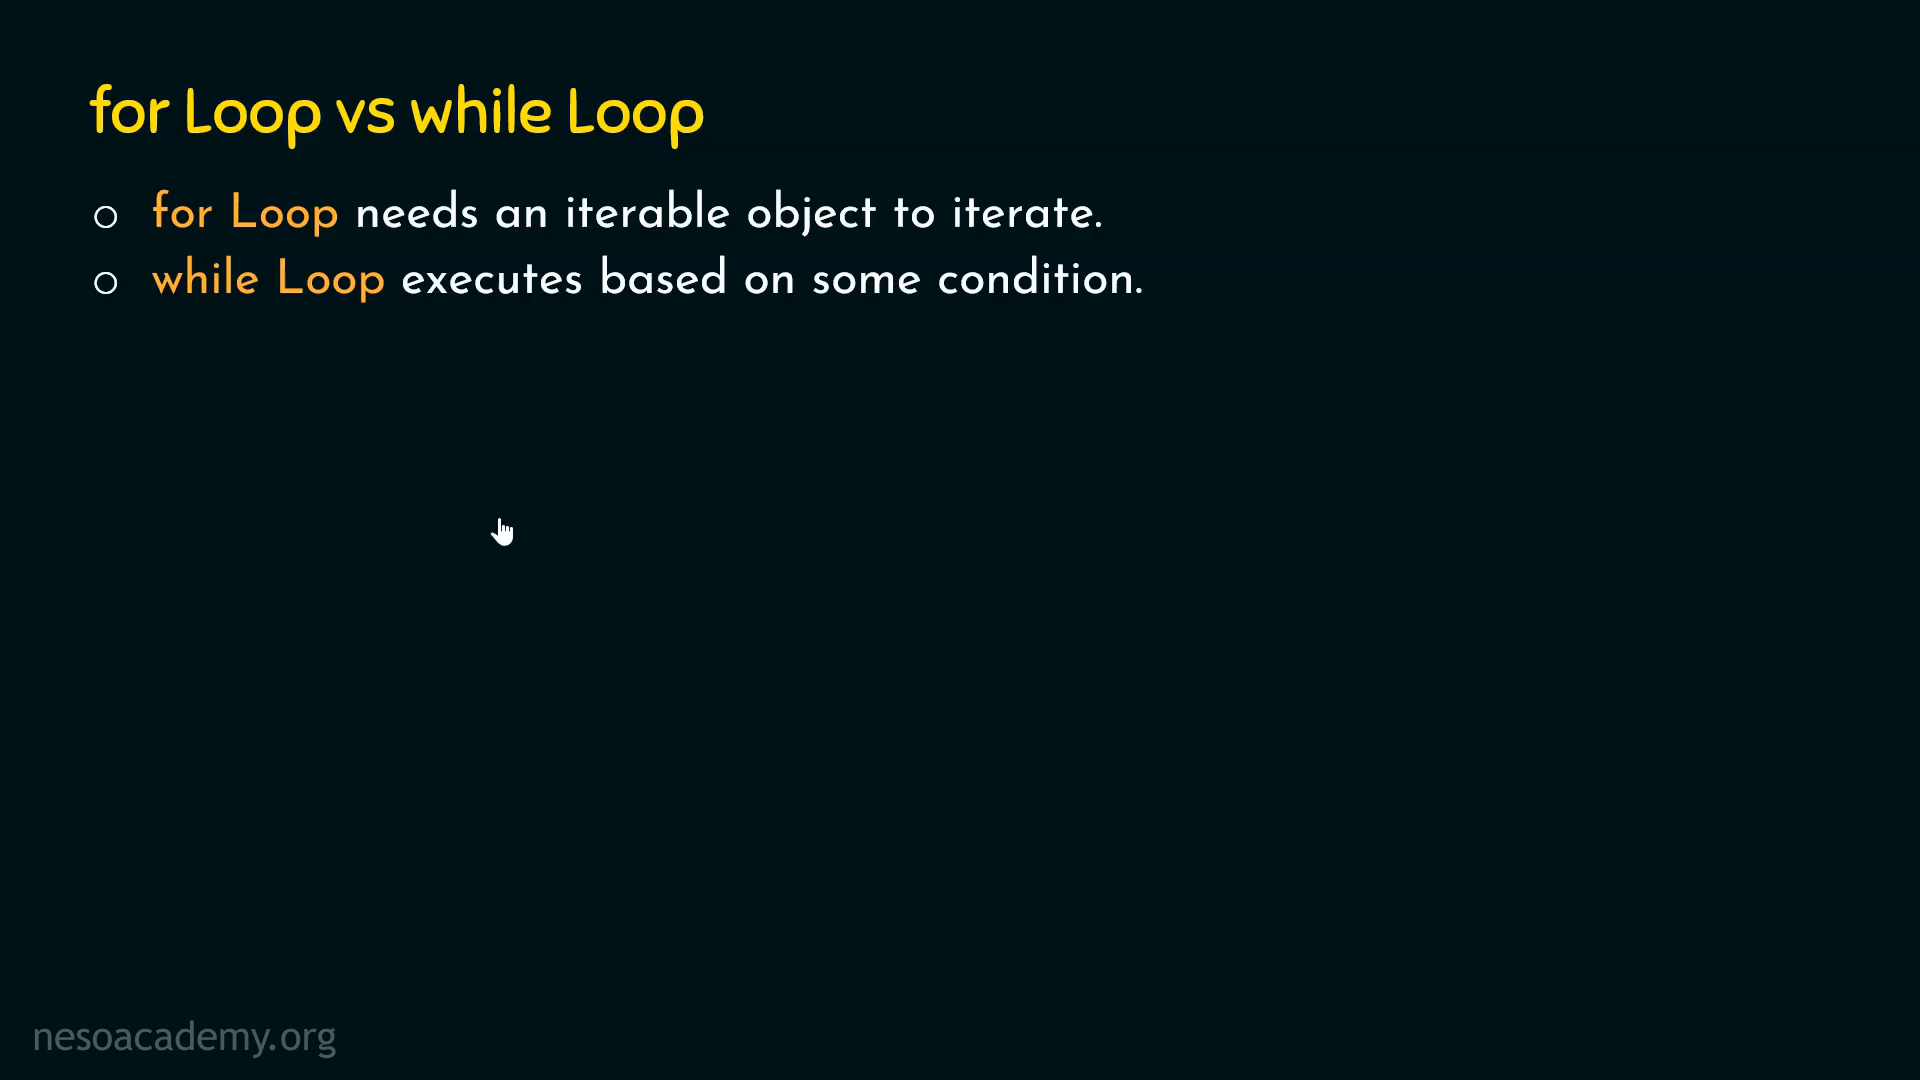 for Loop vs while Loop
○ for Loop needs an iterable object to iterate.
○ while Loop executes based on some condition.
nesoacademy.org